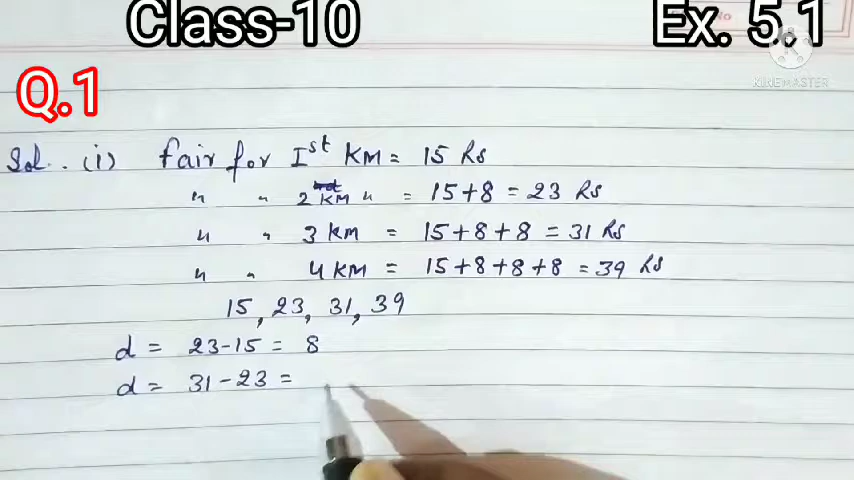 Class-10 Ex. 5.1
KINEMASTER
Q.1
Sol. (i) fair for Ist KM = 15 Rs
" " 2 KM " = 15+8 = 23 Rs
" " 3 KM = 15+8+8 = 31 Rs
" " 4 KM = 15+8+8+8 = 39 Rs
15, 23, 31, 39
d = 23-15 = 8
d = 31-23 =